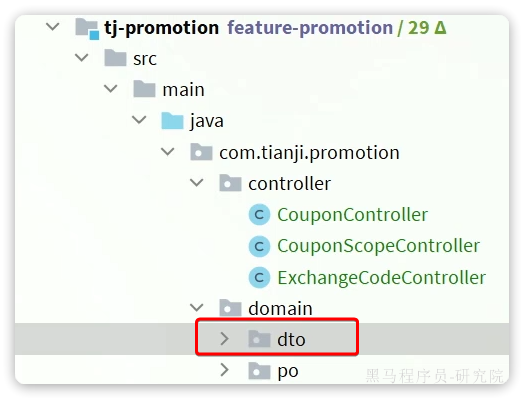 tj-promotion feature-promotion / 29 Δ
src
main
java
com.tianji.promotion
controller
C CouponController
C CouponScopeController
C ExchangeCodeController
domain
dto
po
黑马程序员-研究院